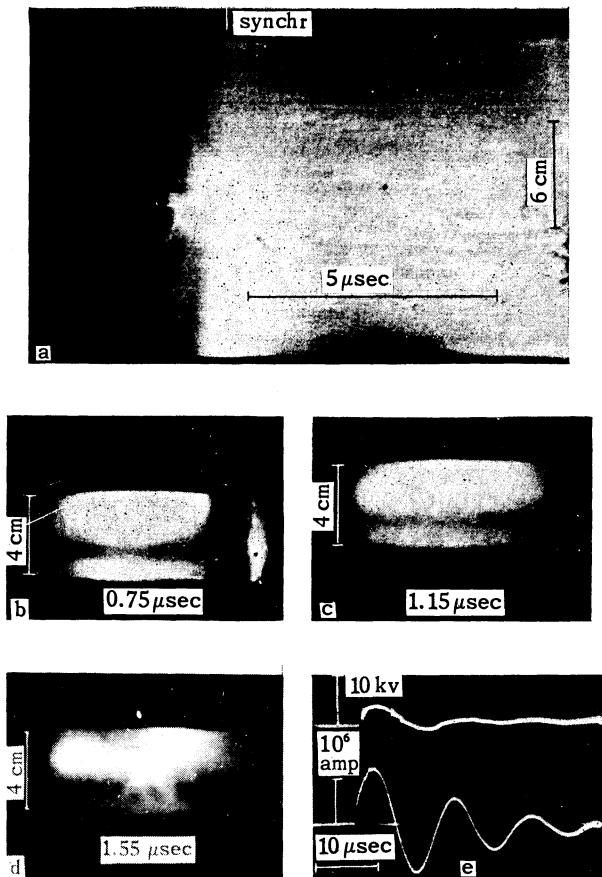 synchr
6 cm
5 μsec
a
4 cm
0.75 μsec
b
4 cm
1.15 μsec
c
4 cm
1.55 μsec
d
10 kv
10⁶
amp
10 μsec
e